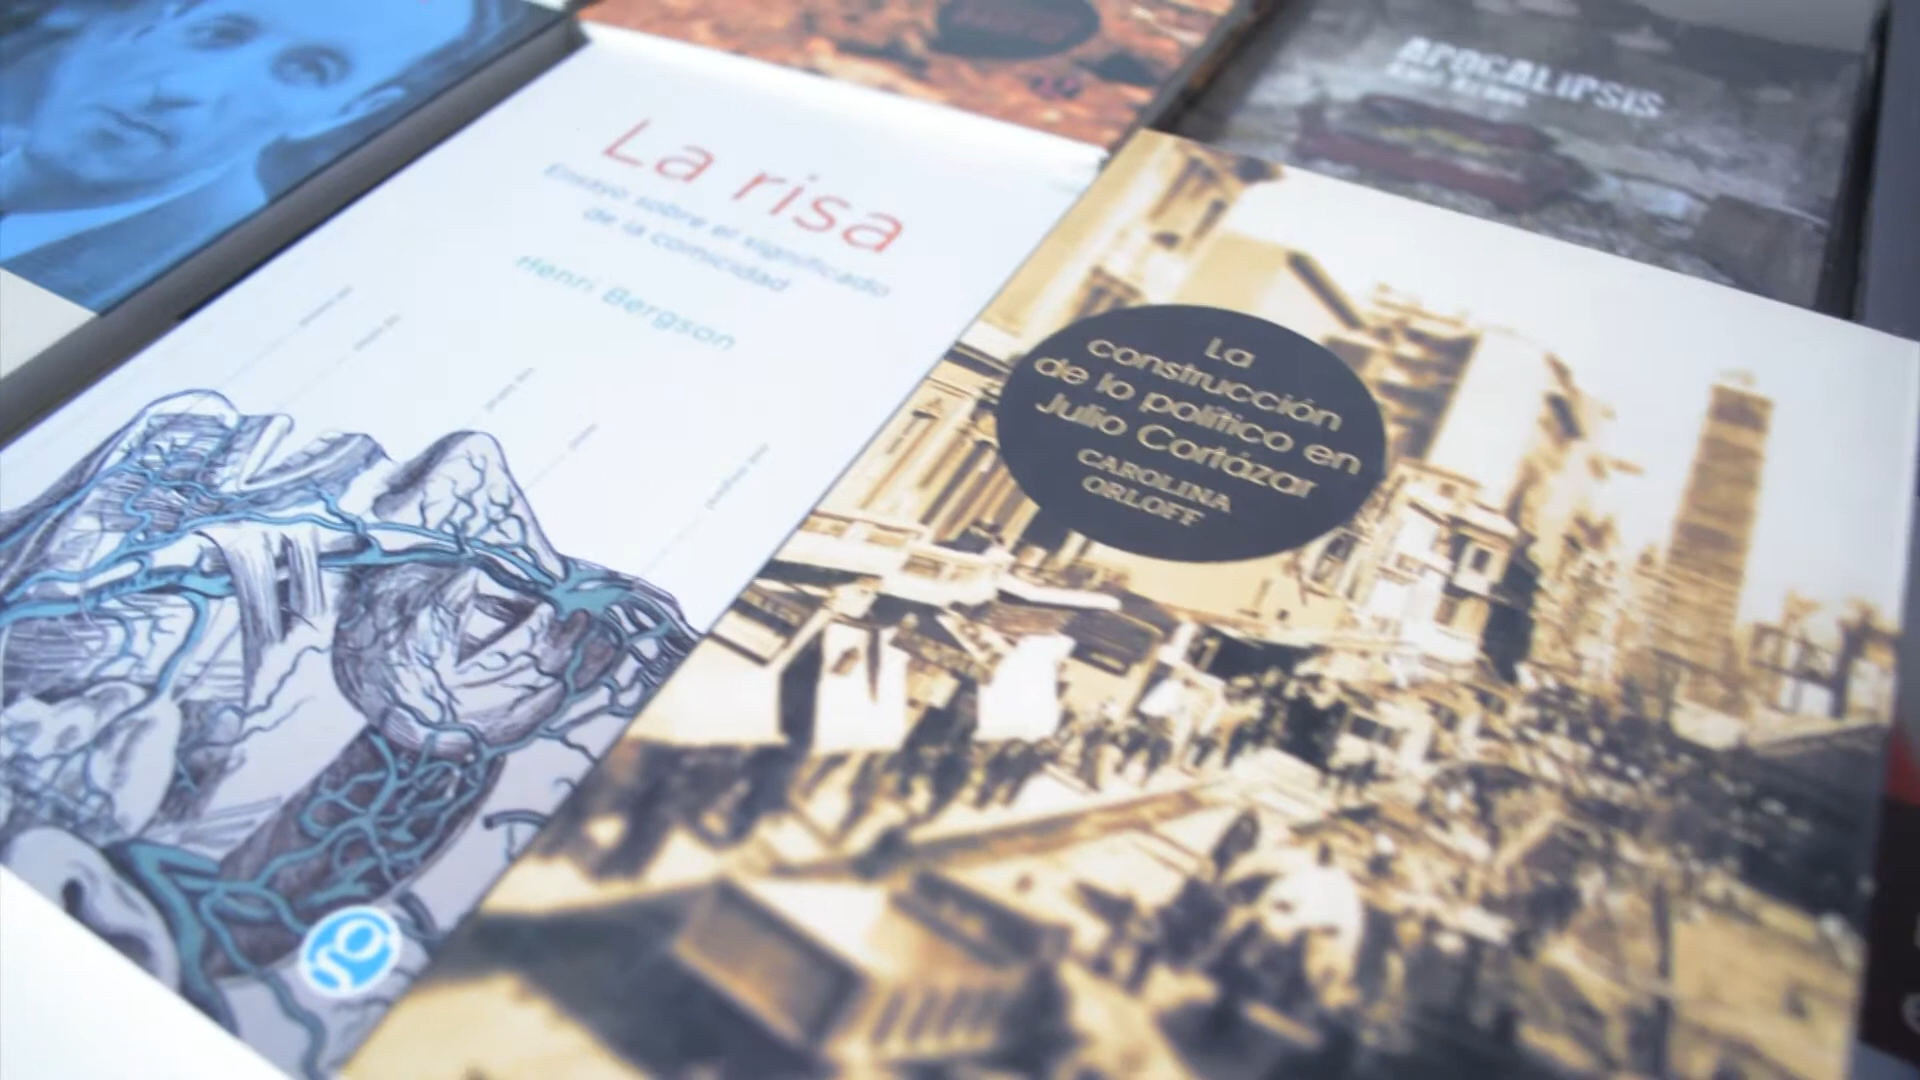 La risa
Ensayo sobre el significado
de la comicidad
Henri Bergson
La
construcción
de lo político en
Julio Cortázar
CAROLINA
ORLOFF
APOCALIPSIS